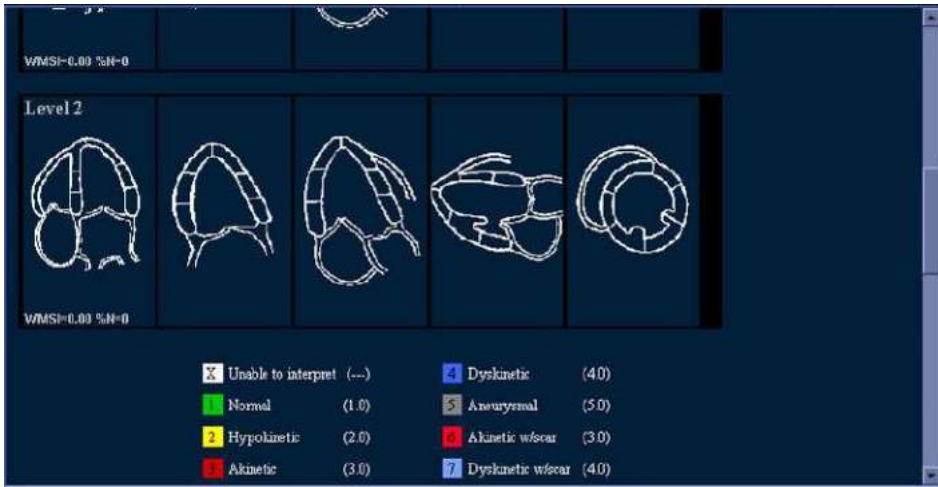 WMSI=0.00 %N=0
Level 2
WMSI=0.00 %N=0
X Unable to interpret (---)
1 Normal (1.0)
2 Hypokinetic (2.0)
3 Akinetic (3.0)
4 Dyskinetic (4.0)
5 Aneurysmal (5.0)
6 Akinetic w/scar (3.0)
7 Dyskinetic w/scar (4.0)